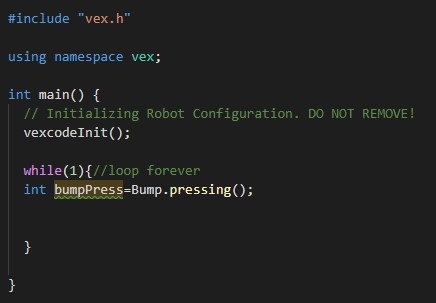 #include "vex.h"
using namespace vex;
int main() {
// Initializing Robot Configuration. DO NOT REMOVE!
vexcodeInit();
while(1){//loop forever
int bumpPress=Bump.pressing();
}
}